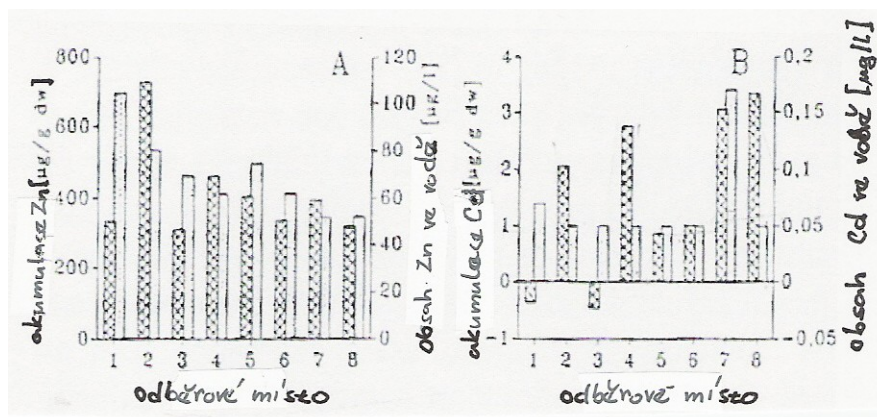 A
800
600
400
200
0
120
100
80
60
40
20
0
akumulace Zn [µg/g dw]
obsah Zn ve vodě [µg/l]
1 2 3 4 5 6 7 8
odběrové místo
B
4
3
2
1
0
−1
0,2
0,15
0,1
0,05
0
−0,05
akumulace Cd [µg/g dw]
obsah Cd ve vodě [µg/l]
1 2 3 4 5 6 7 8
odběrové místo